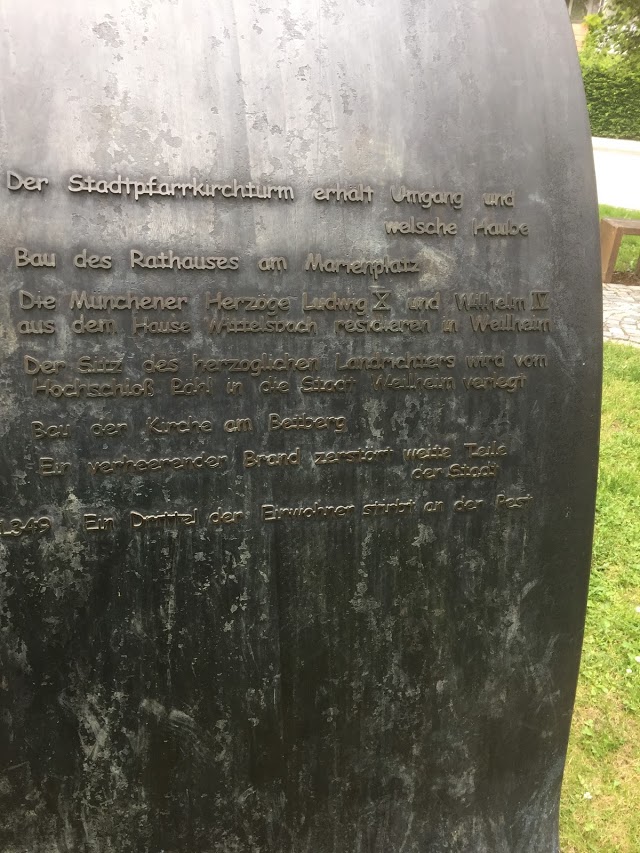 Der Stadtpfarrkirchturm erhält Umgang und
welsche Haube
Bau des Rathauses am Marienplatz
Die Münchener Herzöge Ludwig X und Wilhelm IV
aus dem Hause Wittelsbach residieren in Weilheim
Der Sitz des herzoglichen Landrichters wird vom
Hochschloß Pähl in die Stadt Weilheim verlegt
Bau der Kirche am Betberg
Ein verheerender Brand zerstört weite Teile
der Stadt
1349 Ein Drittel der Einwohner stirbt an der Pest